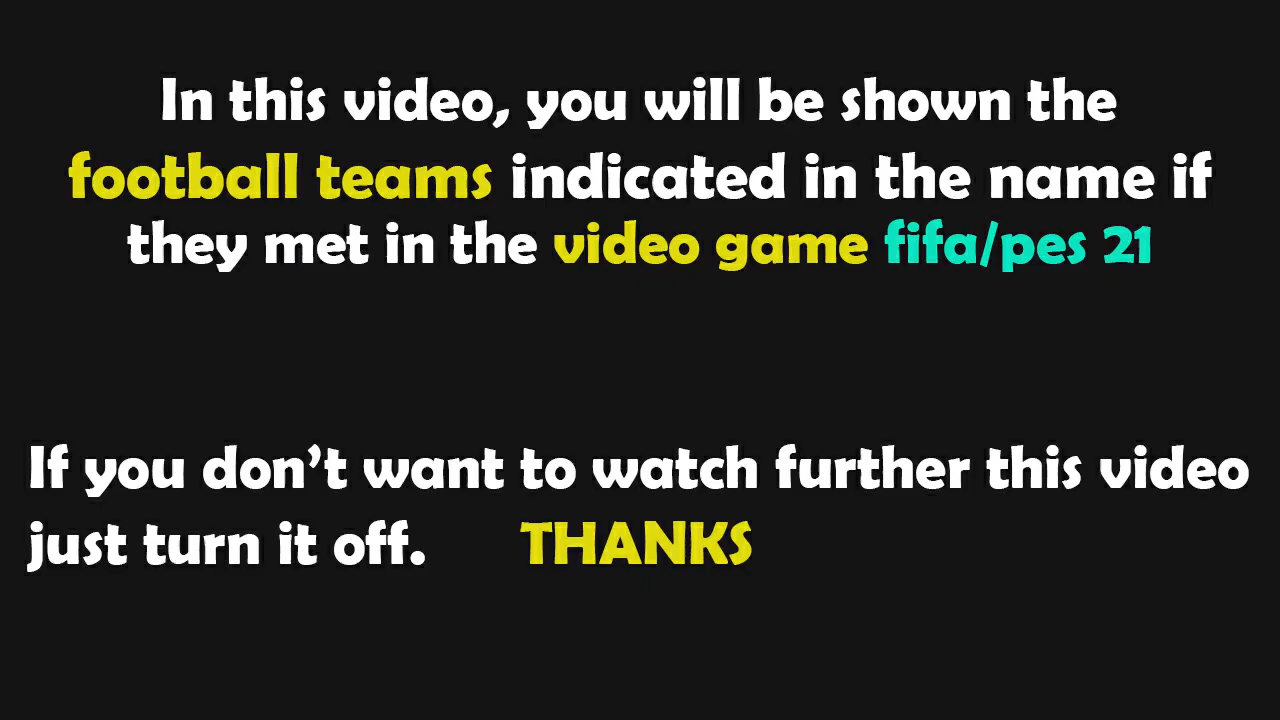 In this video, you will be shown the
football teams indicated in the name if
they met in the video game fifa/pes 21
If you don't want to watch further this video
just turn it off. THANKS